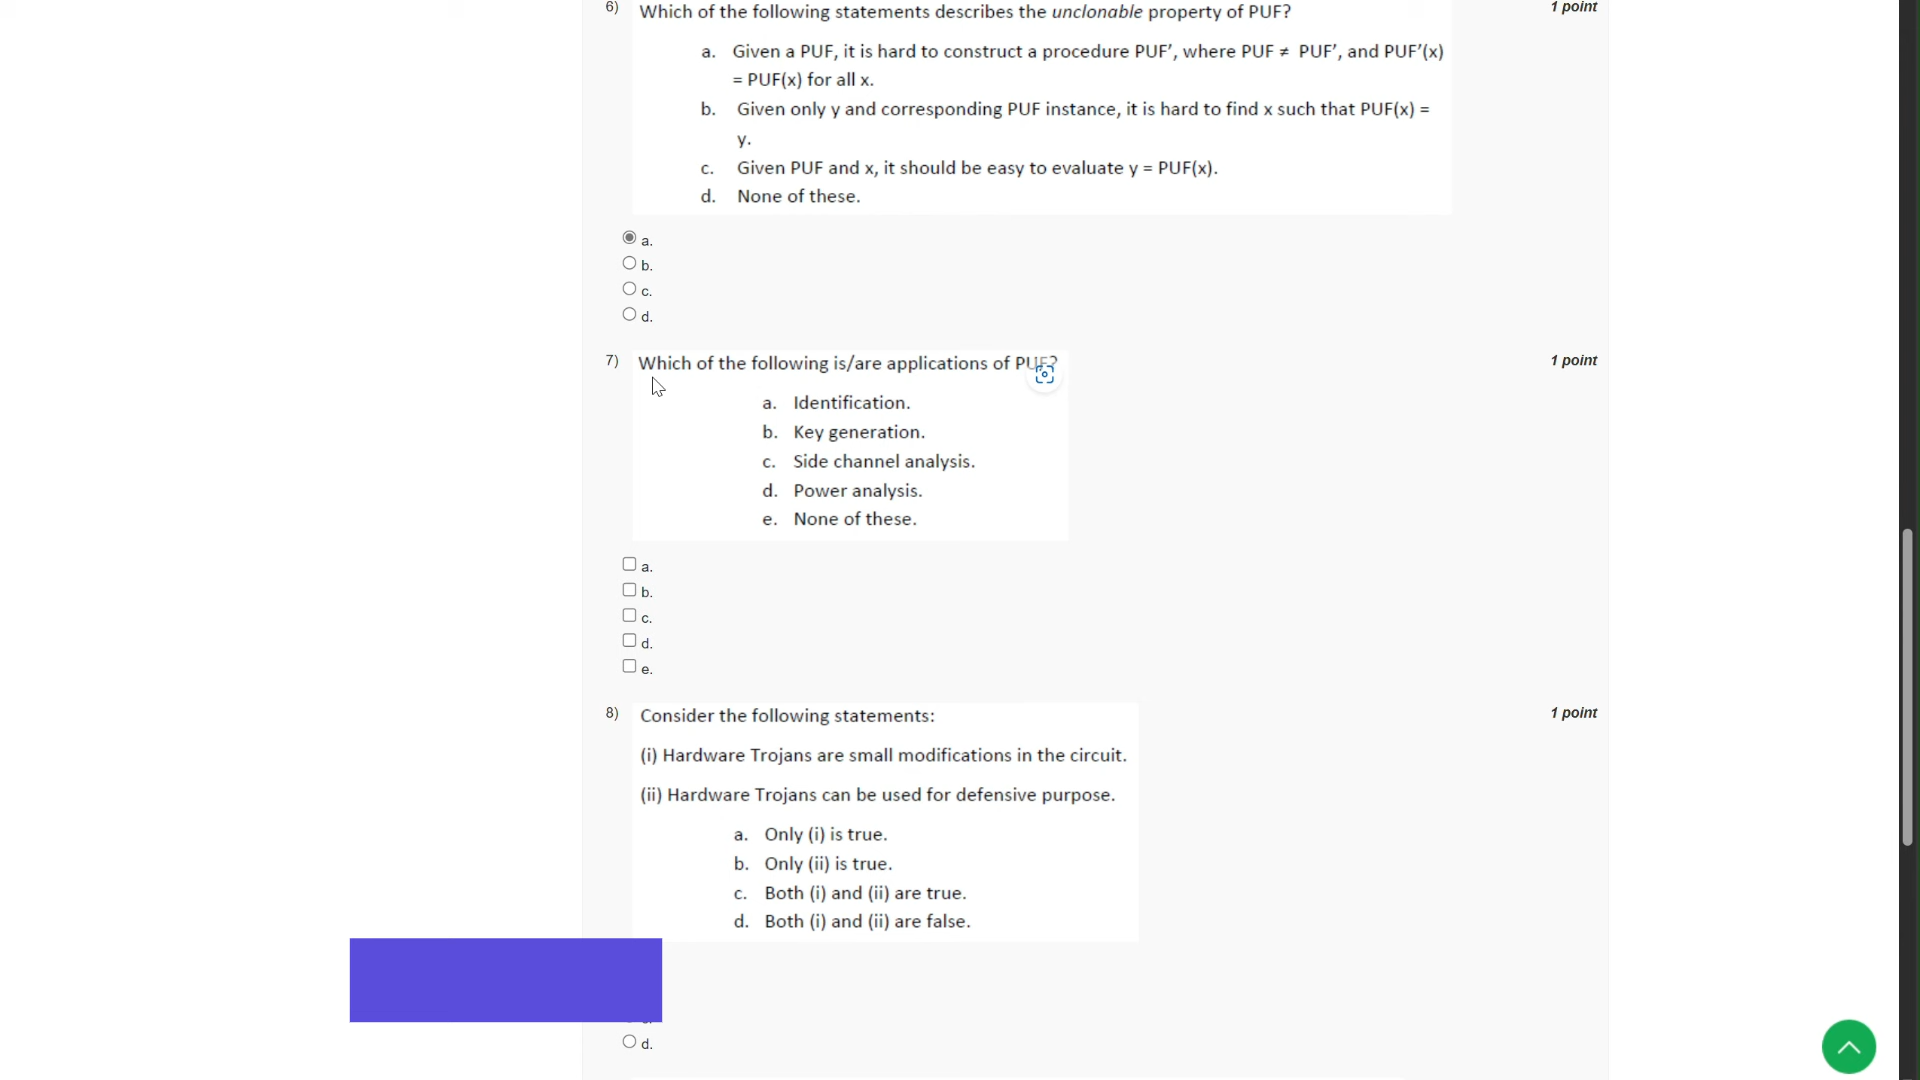 6) Which of the following statements describes the unclonable property of PUF? 1 point
a. Given a PUF, it is hard to construct a procedure PUF', where PUF ≠ PUF', and PUF'(x)
= PUF(x) for all x.
b. Given only y and corresponding PUF instance, it is hard to find x such that PUF(x) =
y.
c. Given PUF and x, it should be easy to evaluate y = PUF(x).
d. None of these.
a.
b.
c.
d.
7) Which of the following is/are applications of PUF? 1 point
a. Identification.
b. Key generation.
c. Side channel analysis.
d. Power analysis.
e. None of these.
a.
b.
c.
d.
e.
8) Consider the following statements: 1 point
(i) Hardware Trojans are small modifications in the circuit.
(ii) Hardware Trojans can be used for defensive purpose.
a. Only (i) is true.
b. Only (ii) is true.
c. Both (i) and (ii) are true.
d. Both (i) and (ii) are false.
d.